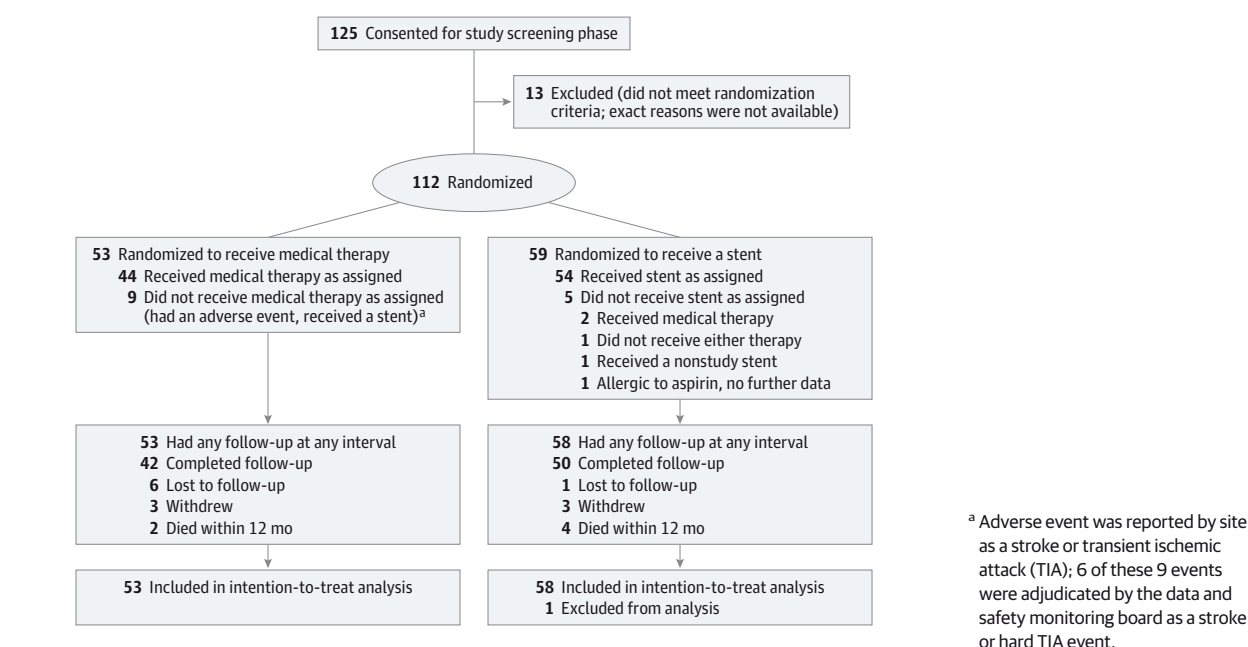 125 Consented for study screening phase
13 Excluded (did not meet randomization
criteria; exact reasons were not available)
112 Randomized
53 Randomized to receive medical therapy
44 Received medical therapy as assigned
9 Did not receive medical therapy as assigned
(had an adverse event, received a stent)a
59 Randomized to receive a stent
54 Received stent as assigned
5 Did not receive stent as assigned
2 Received medical therapy
1 Did not receive either therapy
1 Received a nonstudy stent
1 Allergic to aspirin, no further data
53 Had any follow-up at any interval
42 Completed follow-up
6 Lost to follow-up
3 Withdrew
2 Died within 12 mo
58 Had any follow-up at any interval
50 Completed follow-up
1 Lost to follow-up
3 Withdrew
4 Died within 12 mo
53 Included in intention-to-treat analysis
58 Included in intention-to-treat analysis
1 Excluded from analysis
a Adverse event was reported by site
as a stroke or transient ischemic
attack (TIA); 6 of these 9 events
were adjudicated by the data and
safety monitoring board as a stroke
or hard TIA event.